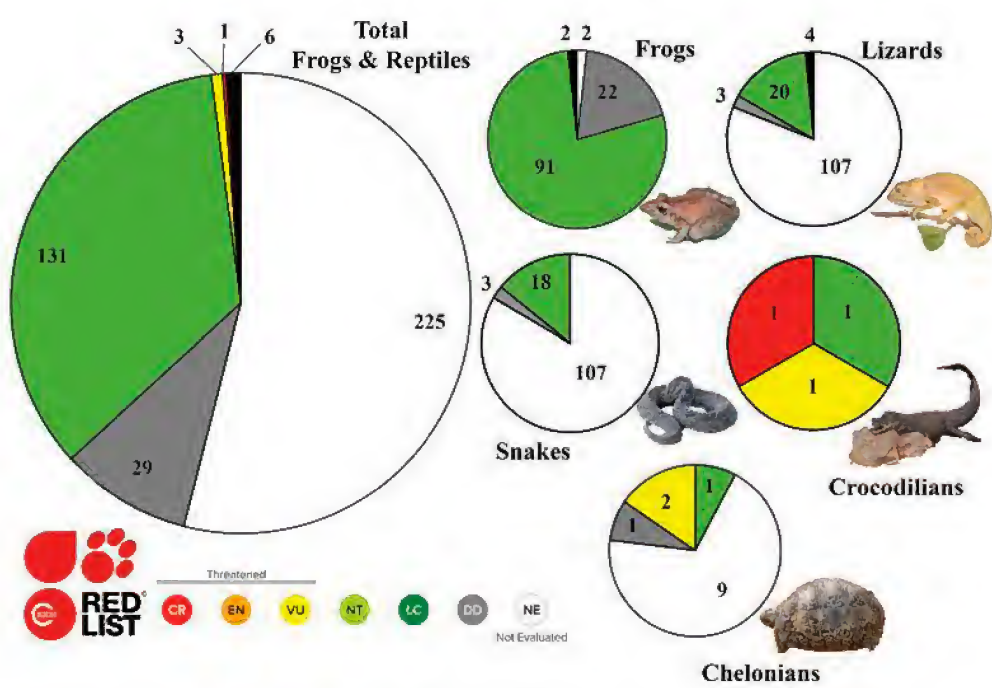 Total
Frogs & Reptiles
3
1
6
131
225
29
Frogs
2
2
22
91
Lizards
4
3
20
107
3
18
107
Snakes
1
1
1
Crocodilians
2
1
1
9
Chelonians
RED
LIST
Threatened
CR
EN
VU
NT
LC
DD
NE
Not Evaluated